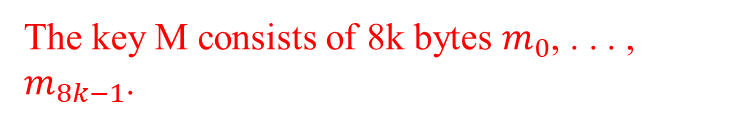 The key M consists of 8k bytes m₀, . . . ,
m₈ₖ₋₁.